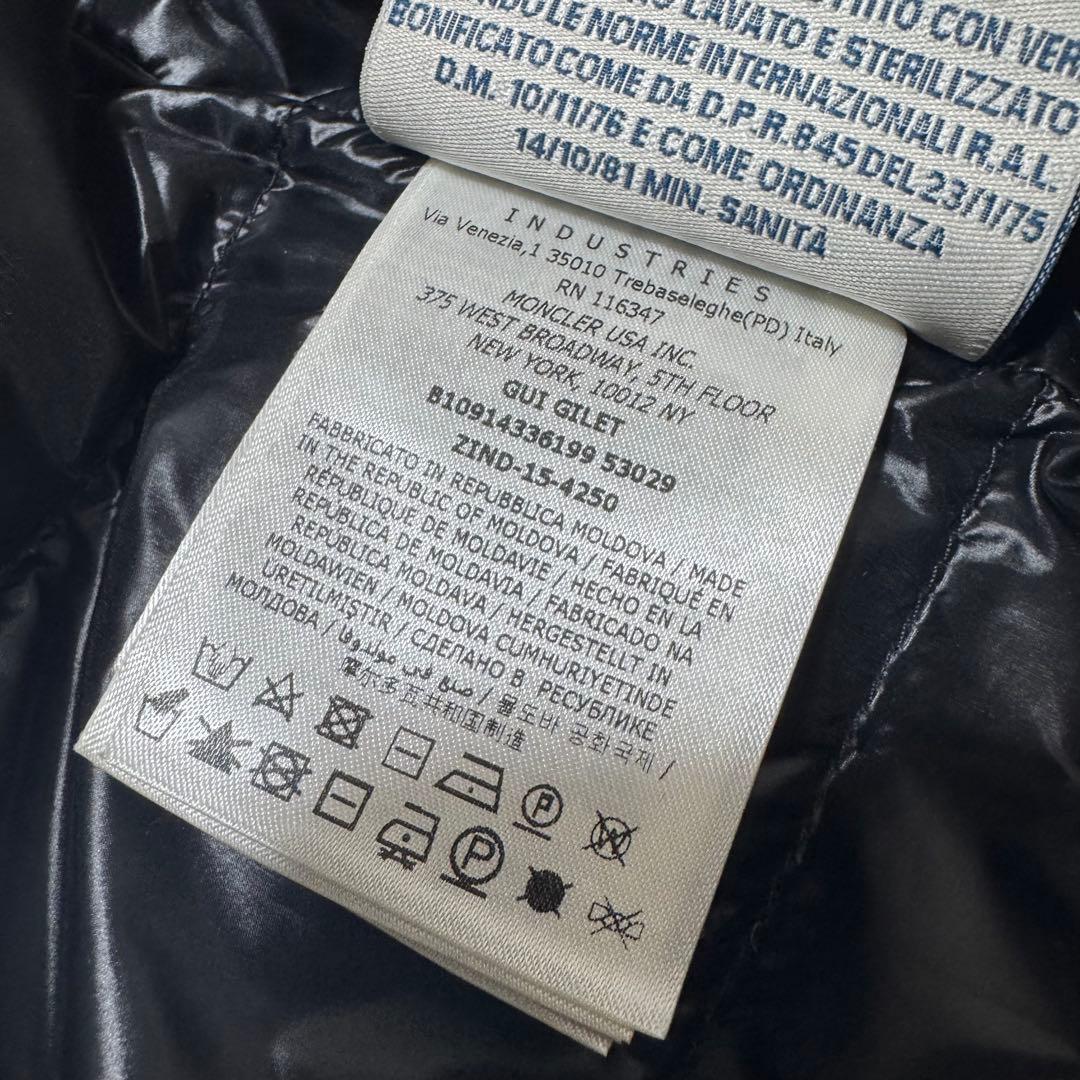 CON VER
LAVATO E STERILIZZATO
LE NORME INTERNAZIONALI R.A.L.
BONIFICATO COME DA D.P.R. 845 DEL 23/1/75
D.M. 10/11/76 E COME ORDINANZA
14/10/81 MIN. SANITÀ
INDUSTRIES
Via Venezia,1 35010 Trebaseleghe(PD) Italy
RN 116347
MONCLER USA INC.
375 WEST BROADWAY, 5TH FLOOR
NEW YORK, 10012 NY
GUI GILET
B10914336199 53029
ZIND-15-4250
FABBRICATO IN REPUBBLICA MOLDOVA / MADE
IN THE REPUBLIC OF MOLDOVA / FABRIQUÉ EN
RÉPUBLIQUE DE MOLDAVIE / HECHO EN LA
REPUBLICA DE MOLDAVIA / FABRICADO NA
REPUBLICA MOLDAVA / HERGESTELLT IN
MOLDAWIEN / MOLDOVA CUMHURIYETINDE
URETILMIŞTIR / СДЕЛАНО В РЕСУБЛИКЕ
МОЛДОВА / صنع في مولدوفا / 몰도바 공화국제 /
塞尔多瓦共和国制造
P
W
P